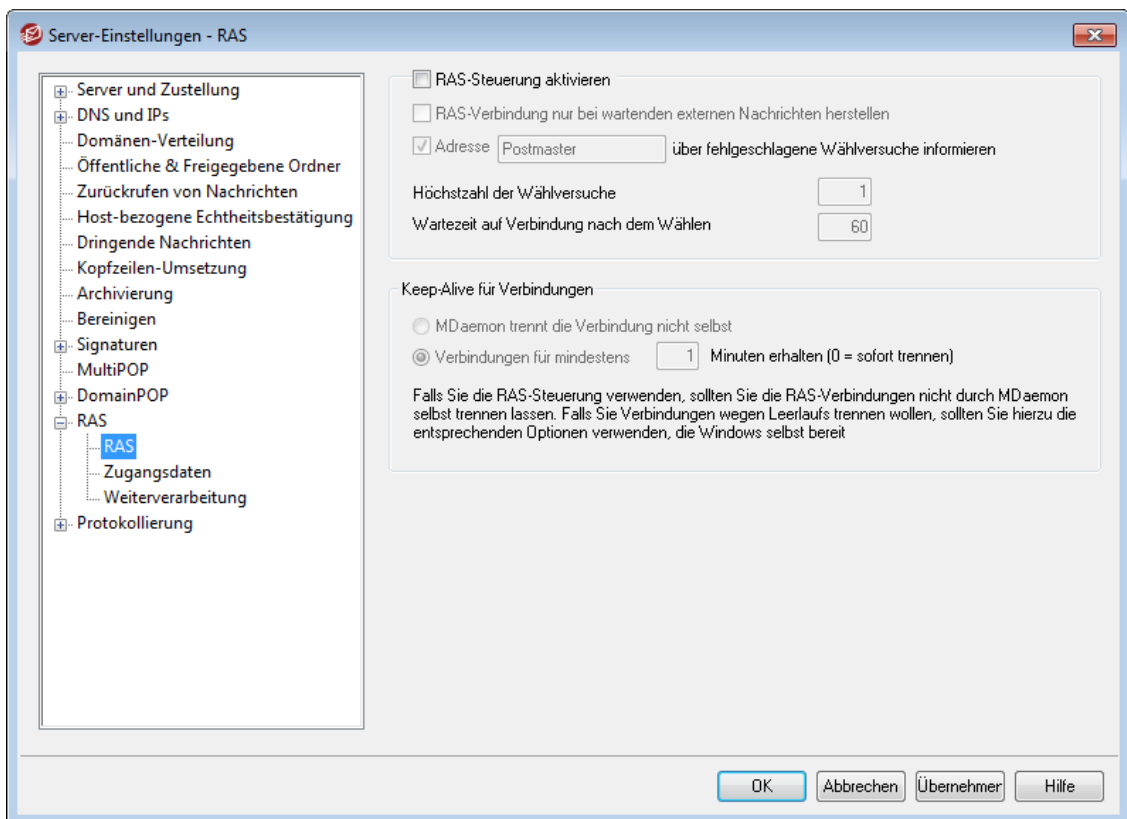 Server-Einstellungen - RAS
Server und Zustellung
DNS und IPs
Domänen-Verteilung
Öffentliche & Freigegebene Ordner
Zurückrufen von Nachrichten
Host-bezogene Echtheitsbestätigung
Dringende Nachrichten
Kopfzeilen-Umsetzung
Archivierung
Bereinigen
Signaturen
MultiPOP
DomainPOP
RAS
RAS
Zugangsdaten
Weiterverarbeitung
Protokollierung
RAS-Steuerung aktivieren
RAS-Verbindung nur bei wartenden externen Nachrichten herstellen
Adresse Postmaster über fehlgeschlagene Wählversuche informieren
Höchstzahl der Wählversuche 1
Wartezeit auf Verbindung nach dem Wählen 60
Keep-Alive für Verbindungen
MDaemon trennt die Verbindung nicht selbst
Verbindungen für mindestens 1 Minuten erhalten (0 = sofort trennen)
Falls Sie die RAS-Steuerung verwenden, sollten Sie die RAS-Verbindungen nicht durch MDaemon
selbst trennen lassen. Falls Sie Verbindungen wegen Leerlaufs trennen wollen, sollten Sie hierzu die
entsprechenden Optionen verwenden, die Windows selbst bereit
OK Abbrechen Übernehmer Hilfe